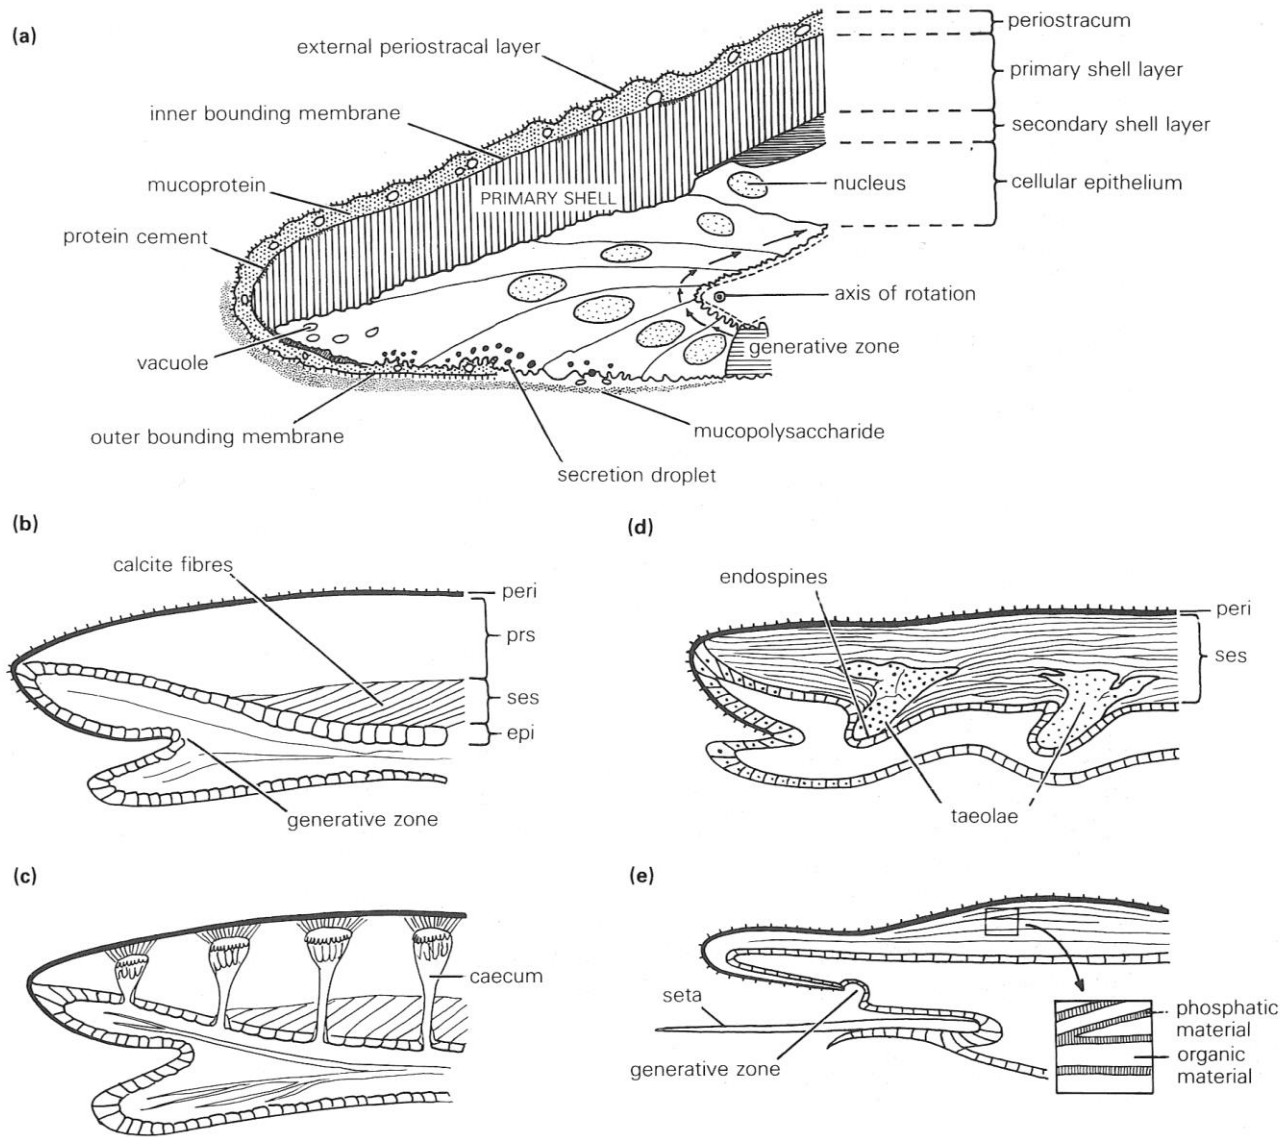 (a)
external periostracal layer
inner bounding membrane
mucoprotein
protein cement
vacuole
outer bounding membrane
PRIMARY SHELL
periostracum
primary shell layer
secondary shell layer
nucleus
cellular epithelium
axis of rotation
generative zone
mucopolysaccharide
secretion droplet
(b)
calcite fibres
peri
prs
ses
epi
generative zone
(d)
endospines
peri
ses
taeolae
(c)
caecum
(e)
seta
generative zone
phosphatic
material
organic
material